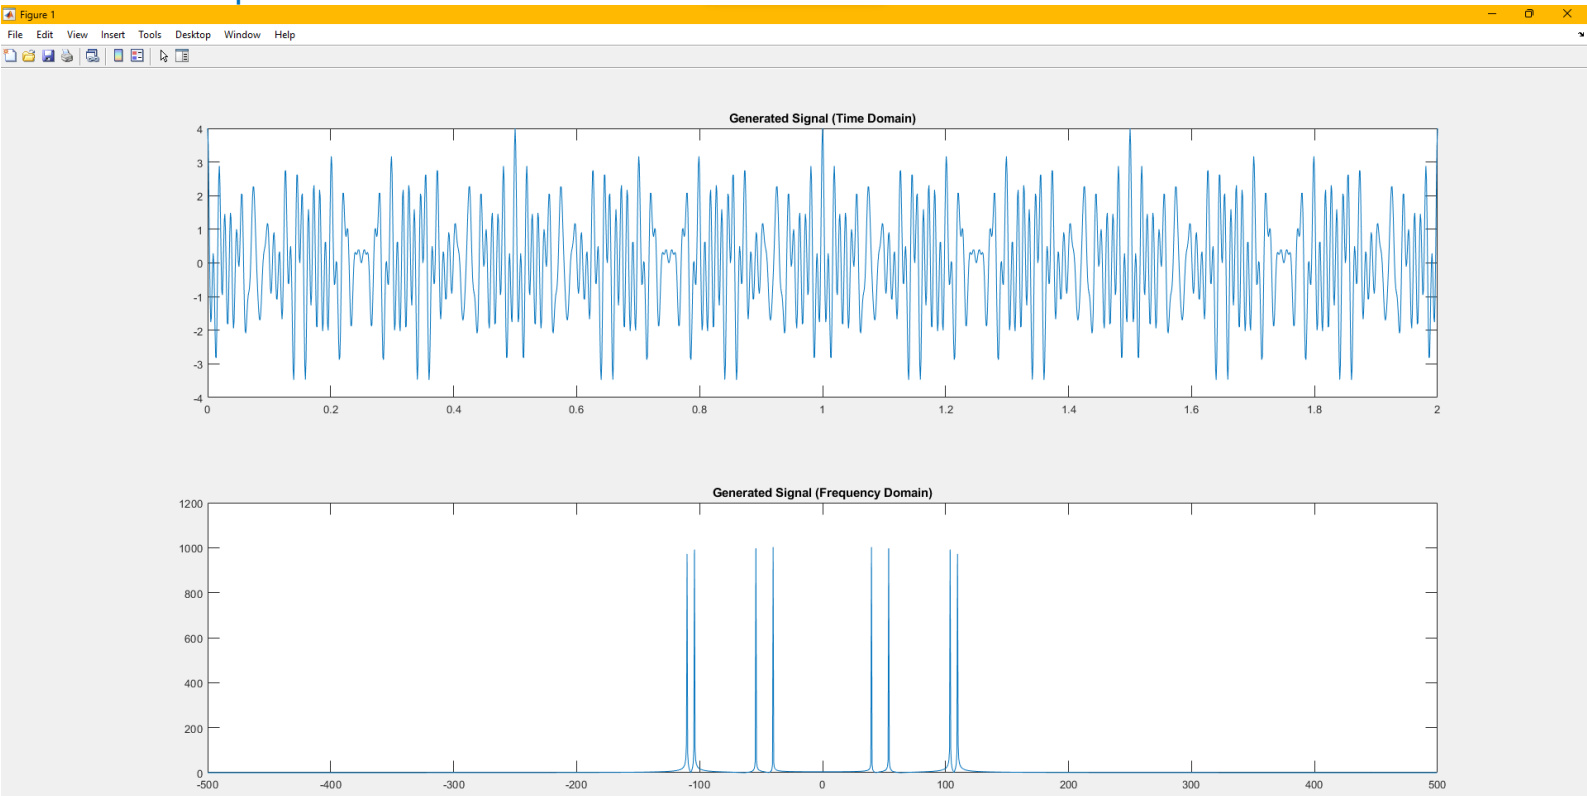 Figure 1
File Edit View Insert Tools Desktop Window Help
Generated Signal (Time Domain)
4
3
2
1
0
-1
-2
-3
-4
0 0.2 0.4 0.6 0.8 1 1.2 1.4 1.6 1.8 2
Generated Signal (Frequency Domain)
1200
1000
800
600
400
200
0
-500 -400 -300 -200 -100 0 100 200 300 400 500